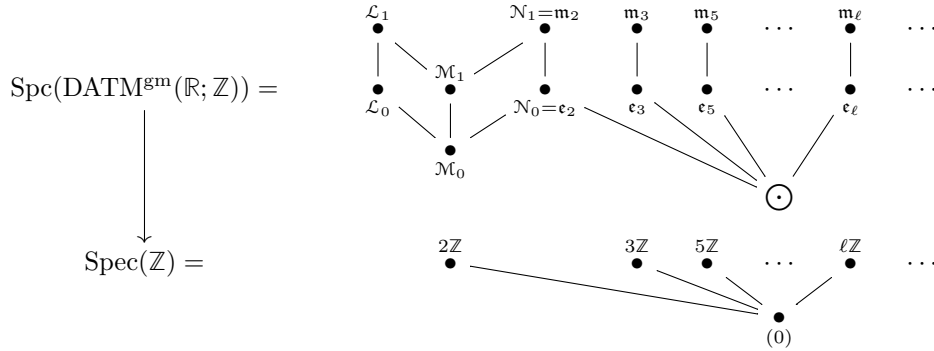 ℒ₁ 𝒩₁=𝔪₂ 𝔪₃ 𝔪₅ ··· 𝔪_ℓ ···
Spc(DATM^gm(ℝ; ℤ)) = ℒ₀ ℳ₁ 𝒩₀=𝔢₂ 𝔢₃ 𝔢₅ ··· 𝔢_ℓ ···
ℳ₀
2ℤ 3ℤ 5ℤ ··· ℓℤ ···
Spec(ℤ) =
(0)